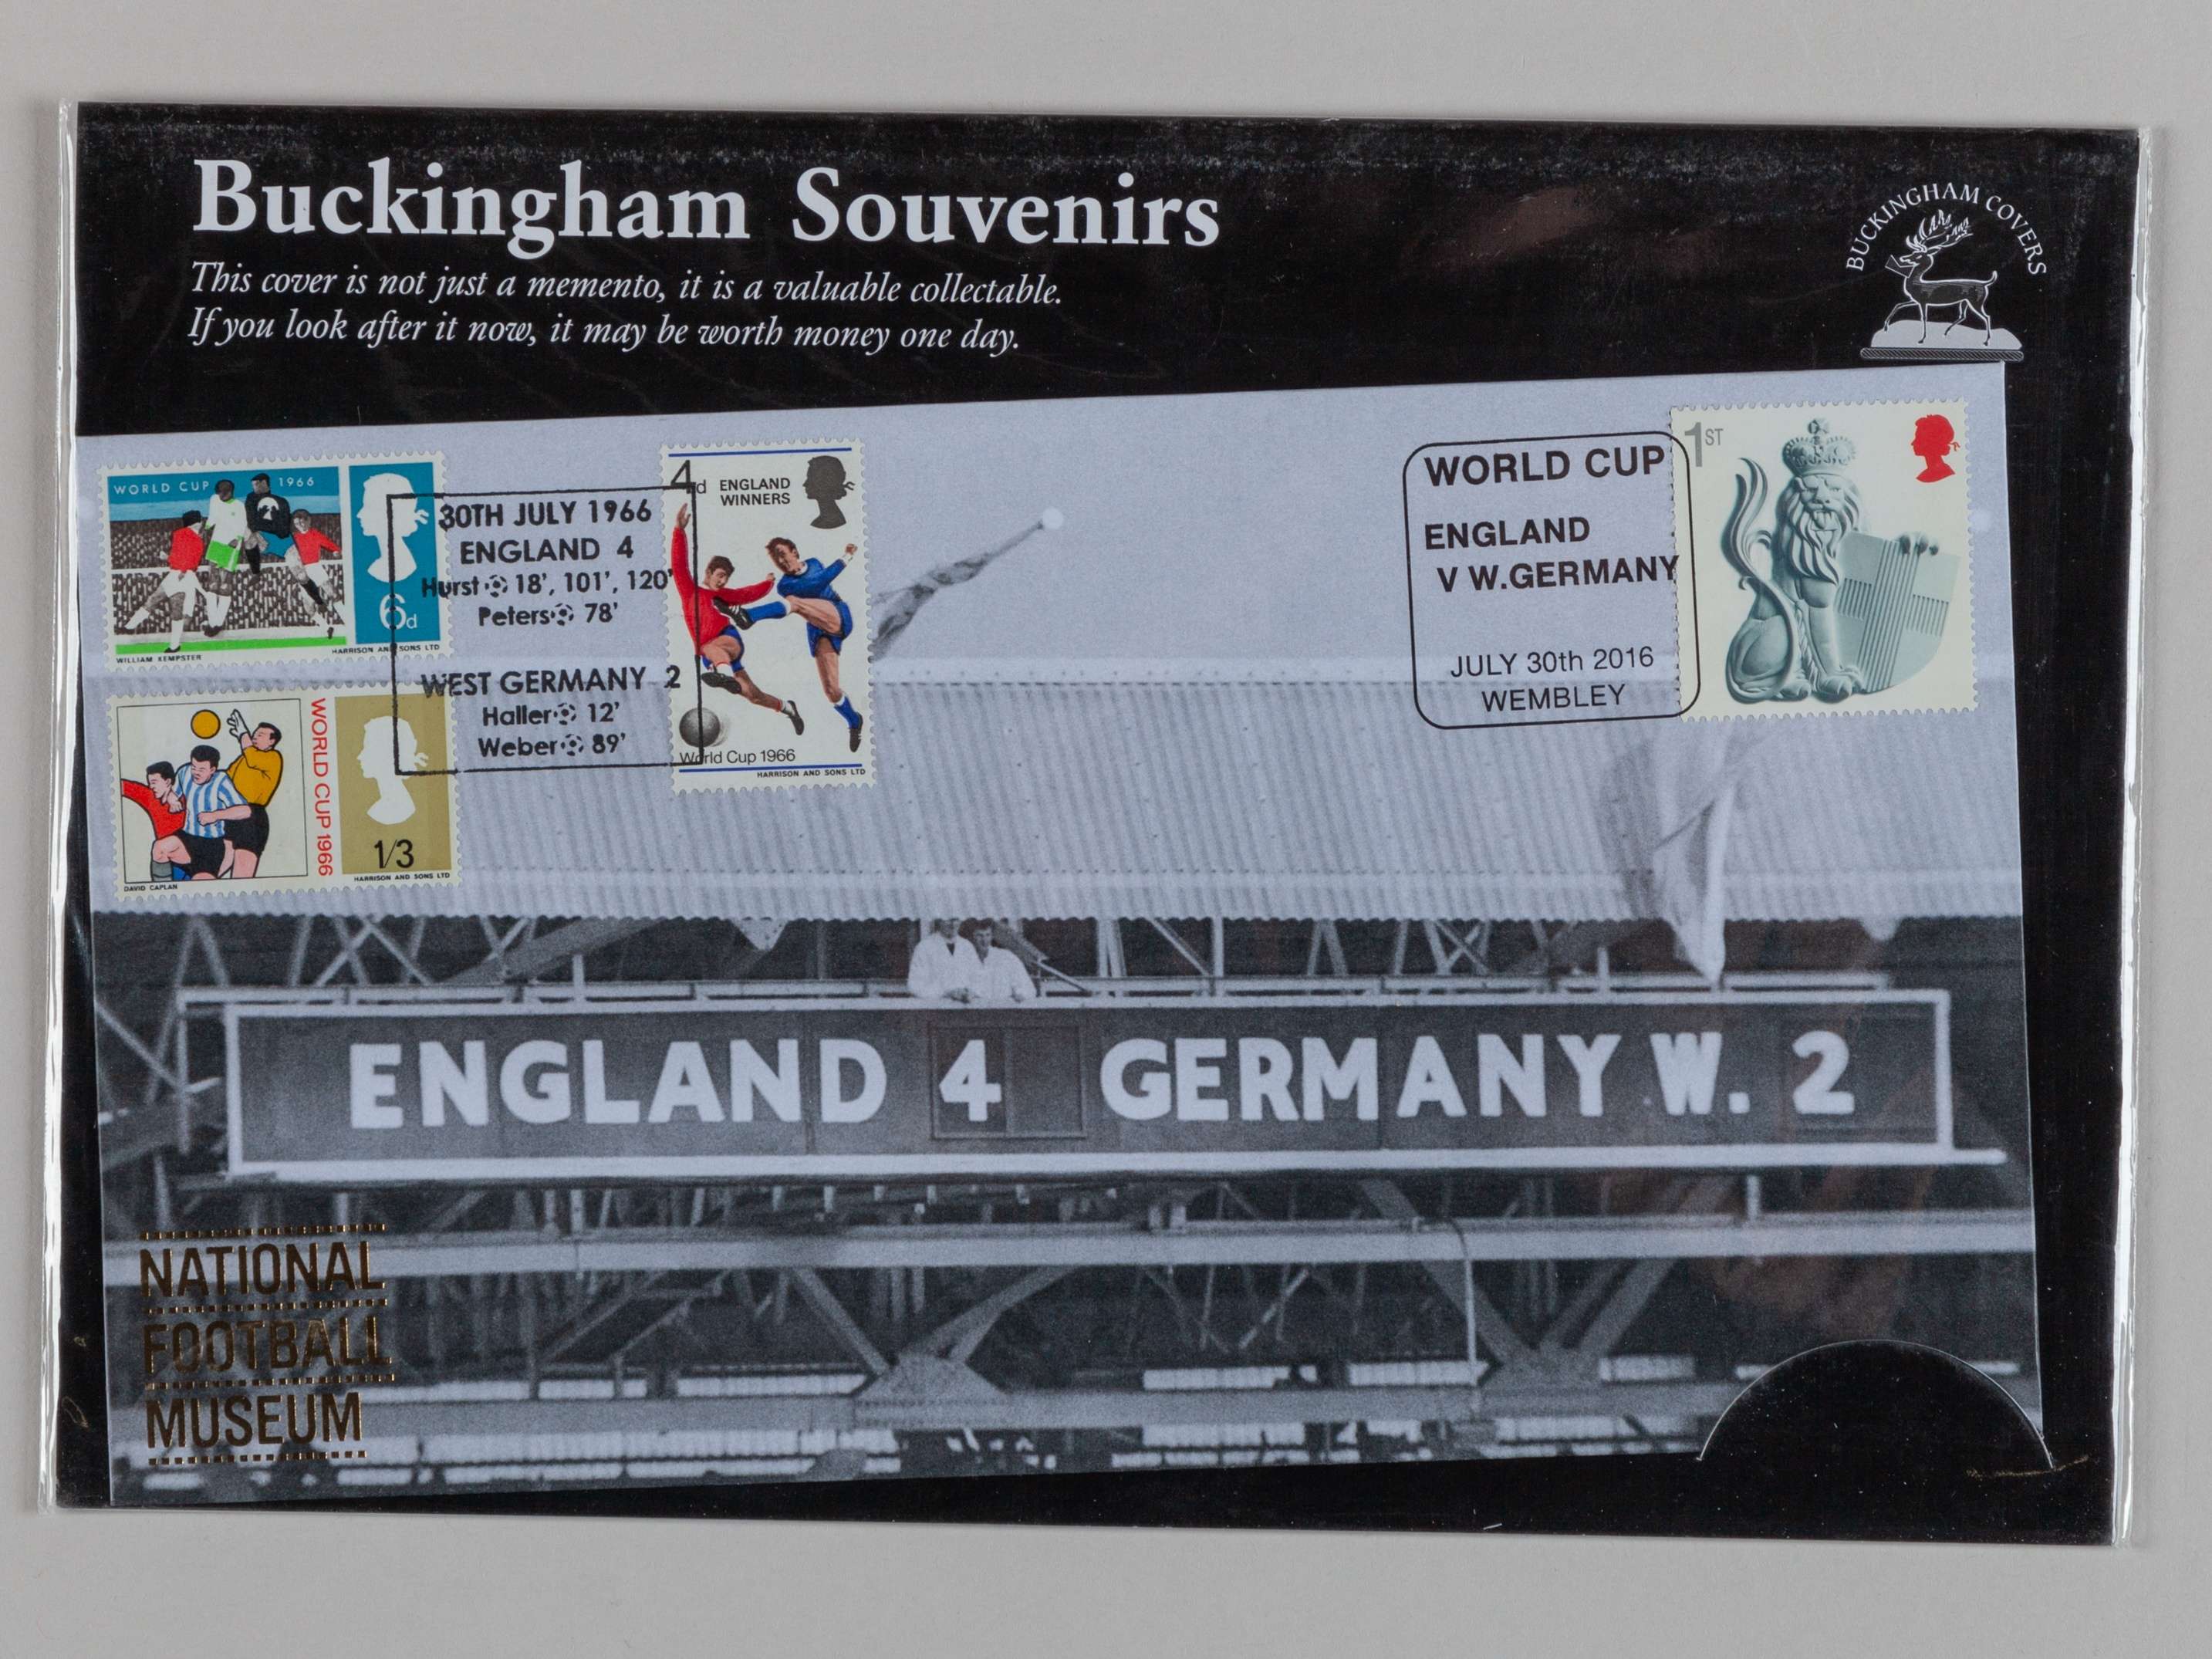 Buckingham Souvenirs
This cover is not just a memento, it is a valuable collectable.
If you look after it now, it may be worth money one day.
BUCKINGHAM COVERS
WORLD CUP 1966
6d
WILLIAM KEMPSTER
HARRISON AND SONS LTD
WORLD CUP 1966
1/3
DAVID CAPLAN
HARRISON AND SONS LTD
30TH JULY 1966
ENGLAND 4
Hurst 18', 101', 120'
Peters 78'
WEST GERMANY 2
Haller 12'
Weber 89'
4d
ENGLAND
WINNERS
World Cup 1966
HARRISON AND SONS LTD
WORLD CUP
ENGLAND
V W.GERMANY
JULY 30th 2016
WEMBLEY
1ST
ENGLAND 4 GERMANY W. 2
NATIONAL
FOOTBALL
MUSEUM